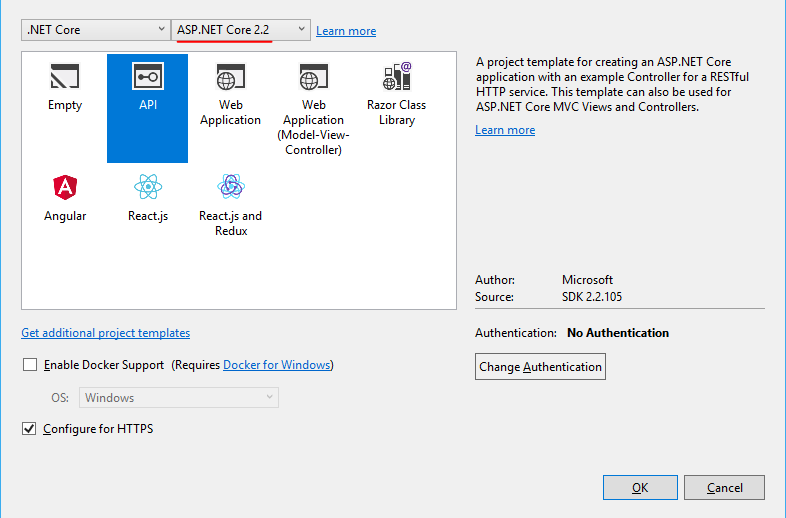 .NET Core
ASP.NET Core 2.2
Learn more
Empty
API
Web
Application
Web
Application
(Model-View-
Controller)
Razor Class
Library
Angular
React.js
React.js and
Redux
A project template for creating an ASP.NET Core
application with an example Controller for a RESTful
HTTP service. This template can also be used for
ASP.NET Core MVC Views and Controllers.
Learn more
Author: Microsoft
Source: SDK 2.2.105
Get additional project templates
Authentication: No Authentication
Enable Docker Support (Requires Docker for Windows)
Change Authentication
OS: Windows
Configure for HTTPS
OK
Cancel